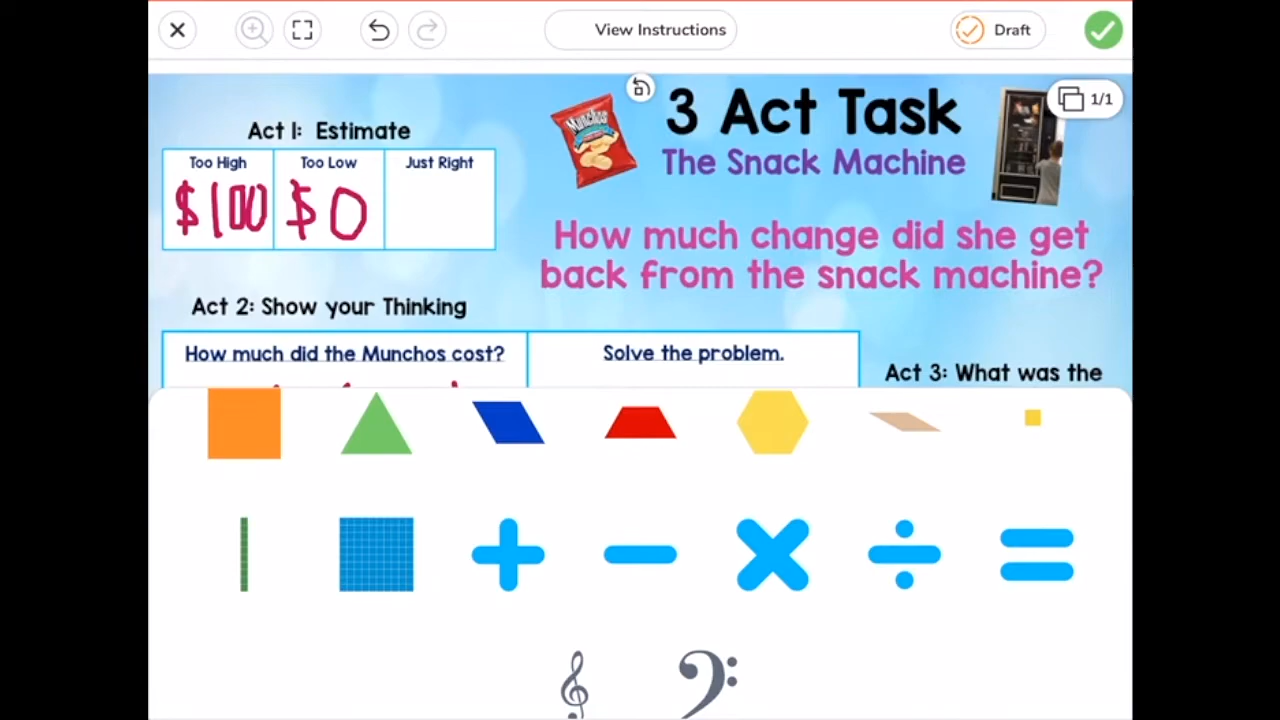 View Instructions
Draft
1/1
3 Act Task
The Snack Machine
Munchos
Act 1: Estimate
Too High
Too Low
Just Right
$100
$0
How much change did she get
back from the snack machine?
Act 2: Show your Thinking
How much did the Munchos cost?
Solve the problem.
Act 3: What was the